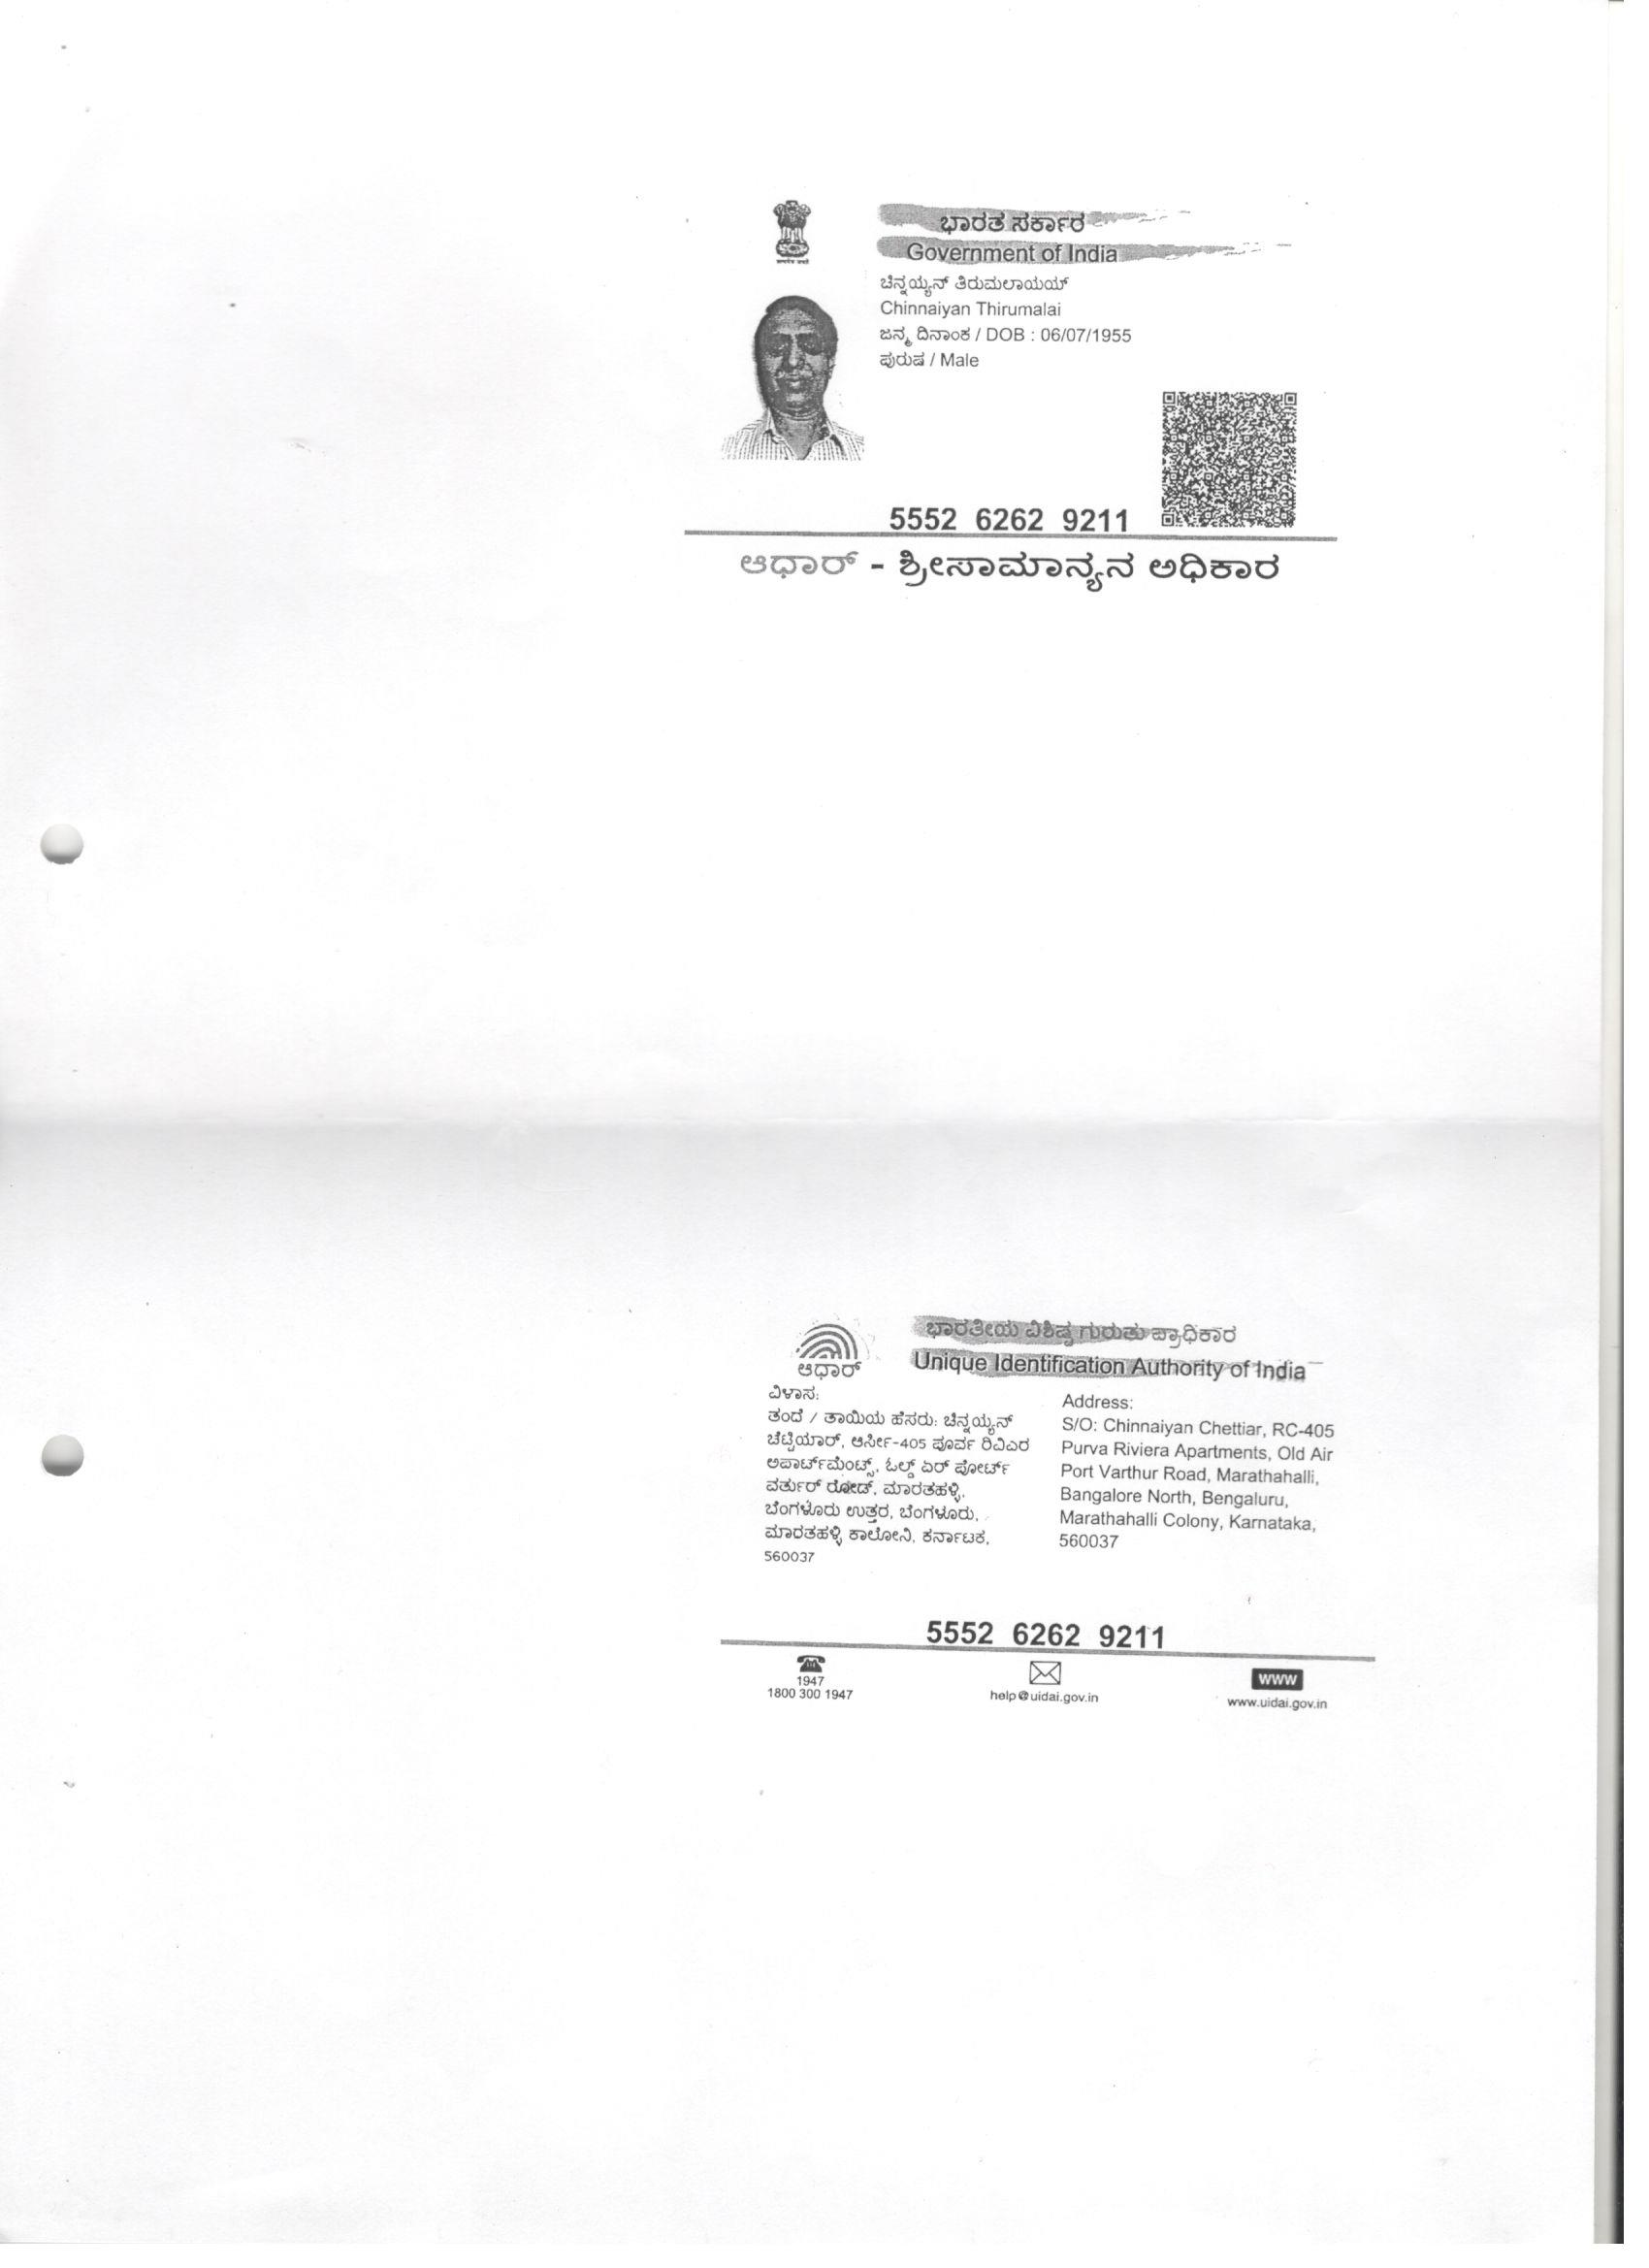 ಭಾರತ ಸರ್ಕಾರ
Government of India
ಚಿನ್ನಯ್ಯನ್ ತಿರುಮಲಾಯಯ್
Chinnaiyan Thirumalai
ಜನ್ಮ ದಿನಾಂಕ / DOB : 06/07/1955
ಪುರುಷ / Male
5552 6262 9211
ಆಧಾರ್ - ಶ್ರೀಸಾಮಾನ್ಯನ ಅಧಿಕಾರ
ಭಾರತೀಯ ವಿಶಿಷ್ಟ ಗುರುತು ಪ್ರಾಧಿಕಾರ
Unique Identification Authority of India
ಆಧಾರ್
ವಿಳಾಸ:
ತಂದೆ / ತಾಯಿಯ ಹೆಸರು: ಚಿನ್ನಯ್ಯನ್
ಚೆಟ್ಟಿಯಾರ್, ಆರ್ಸೀ-405 ಪೂರ್ವ ರಿವಿಎರ
ಅಪಾರ್ಟ್‌ಮೆಂಟ್ಸ್, ಓಲ್ಡ್ ಏರ್ ಪೋರ್ಟ್
ವರ್ತುರ್ ರೋಡ್, ಮಾರತಹಳ್ಳಿ,
ಬೆಂಗಳೂರು ಉತ್ತರ, ಬೆಂಗಳೂರು,
ಮಾರತಹಳ್ಳಿ ಕಾಲೋನಿ, ಕರ್ನಾಟಕ,
560037
Address:
S/O: Chinnaiyan Chettiar, RC-405
Purva Riviera Apartments, Old Air
Port Varthur Road, Marathahalli,
Bangalore North, Bengaluru,
Marathahalli Colony, Karnataka,
560037
5552 6262 9211
1947
1800 300 1947
help@uidai.gov.in
www
www.uidai.gov.in